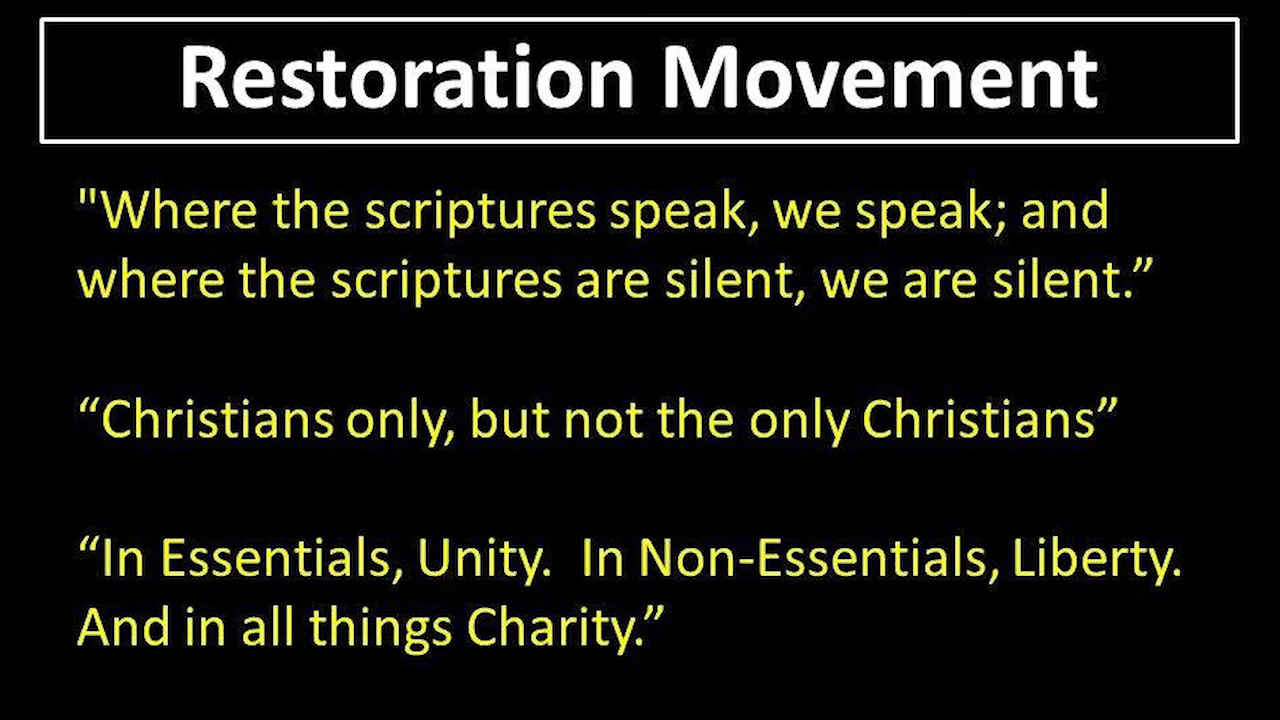 Restoration Movement
"Where the scriptures speak, we speak; and
where the scriptures are silent, we are silent.”
“Christians only, but not the only Christians”
“In Essentials, Unity.  In Non-Essentials, Liberty.
And in all things Charity.”